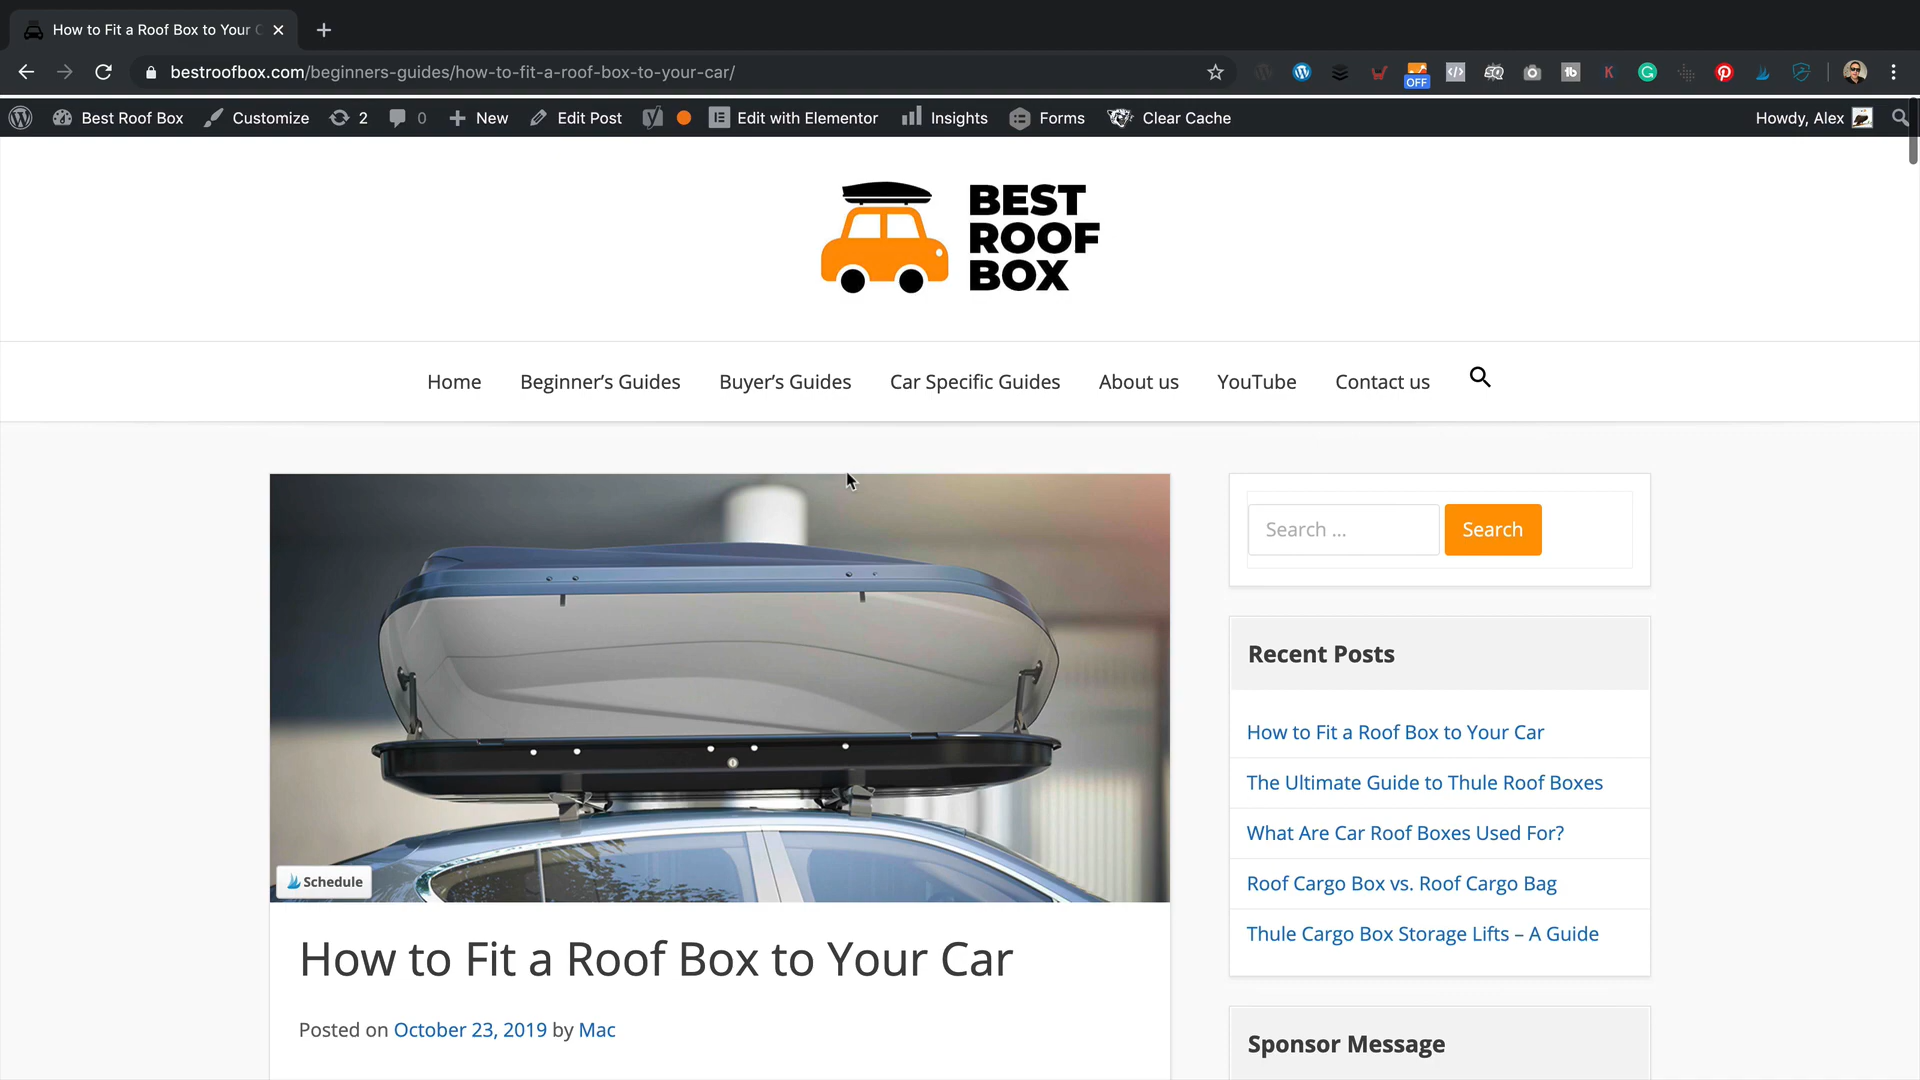 How to Fit a Roof Box to Your
bestroofbox.com/beginners-guides/how-to-fit-a-roof-box-to-your-car/
OFF
Best Roof Box Customize 2 0 New Edit Post Edit with Elementor Insights Forms Clear Cache Howdy, Alex
BEST
ROOF
BOX
Home Beginner's Guides Buyer's Guides Car Specific Guides About us YouTube Contact us
Search ... Search
Recent Posts
How to Fit a Roof Box to Your Car
The Ultimate Guide to Thule Roof Boxes
What Are Car Roof Boxes Used For?
Roof Cargo Box vs. Roof Cargo Bag
Thule Cargo Box Storage Lifts – A Guide
Schedule
How to Fit a Roof Box to Your Car
Posted on October 23, 2019 by Mac
Sponsor Message